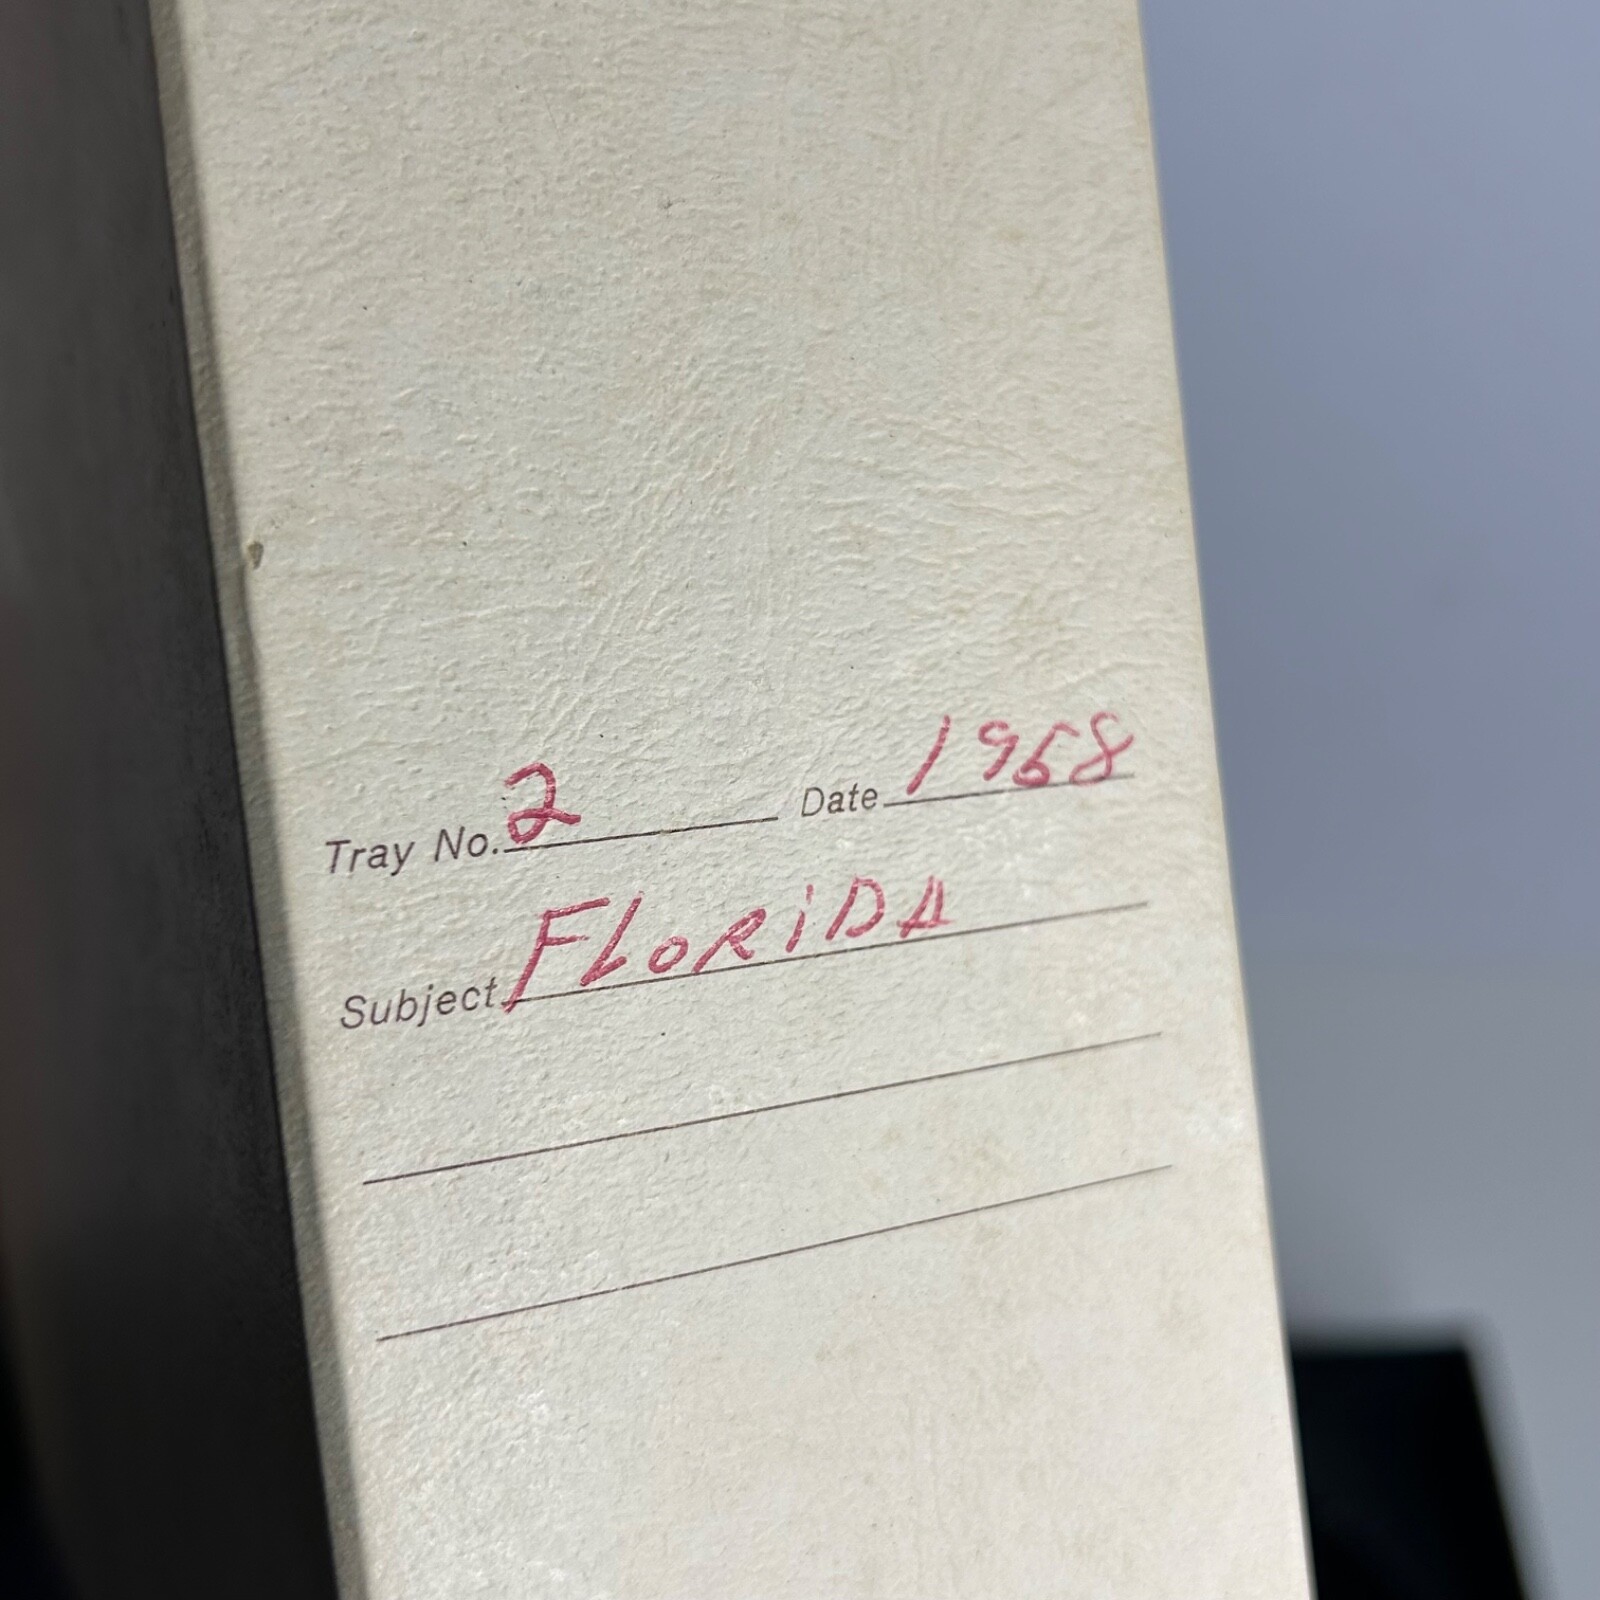 Tray No. 2 Date 1968
Subject FLORiDA